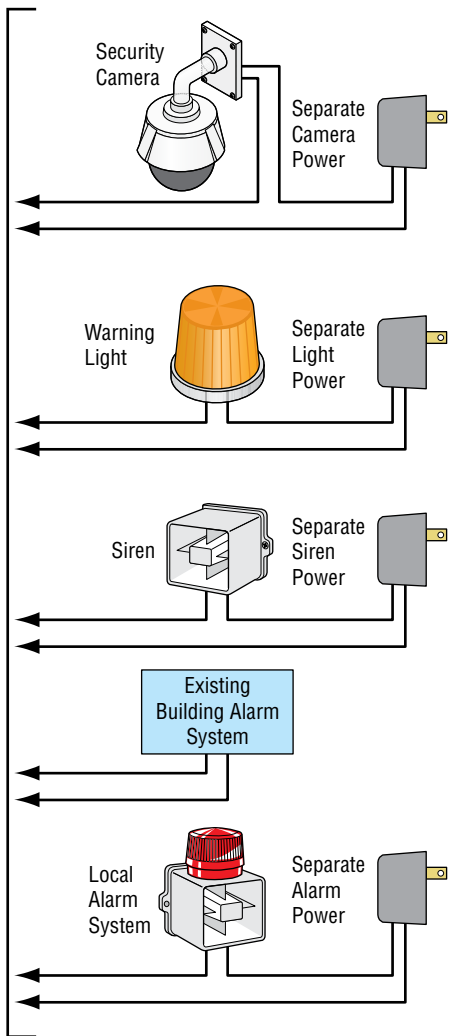 Security
Camera
Separate
Camera
Power
Warning
Light
Separate
Light
Power
Siren
Separate
Siren
Power
Existing
Building Alarm
System
Local
Alarm
System
Separate
Alarm
Power